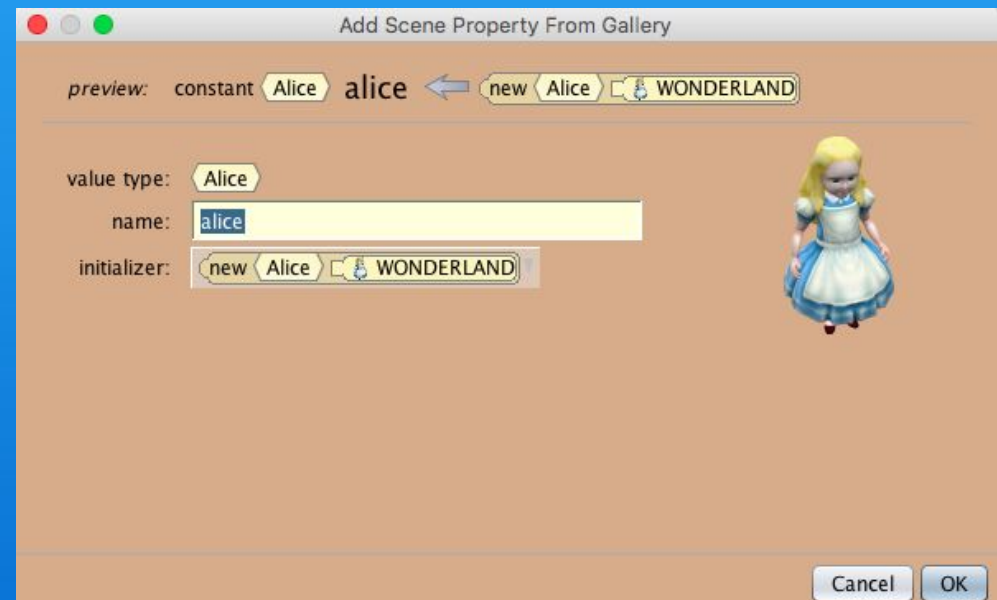 Add Scene Property From Gallery
preview: constant Alice alice new Alice WONDERLAND
value type: Alice
name: alice
initializer: new Alice WONDERLAND
Cancel OK